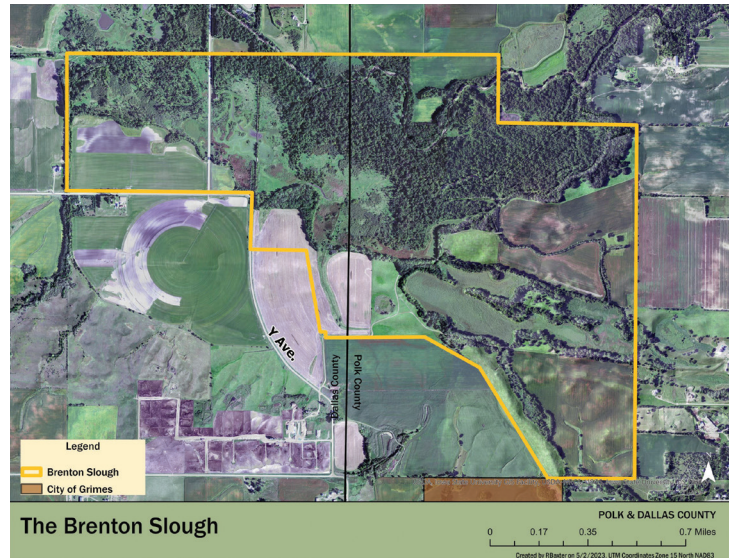 Y Ave.
Dallas County
Polk County
Legend
Brenton Slough
City of Grimes
The Brenton Slough
POLK & DALLAS COUNTY
0 0.17 0.35 0.7 Miles
Created by RBaxter on 5/2/2023. UTM Coordinates Zone 15 North NAD83